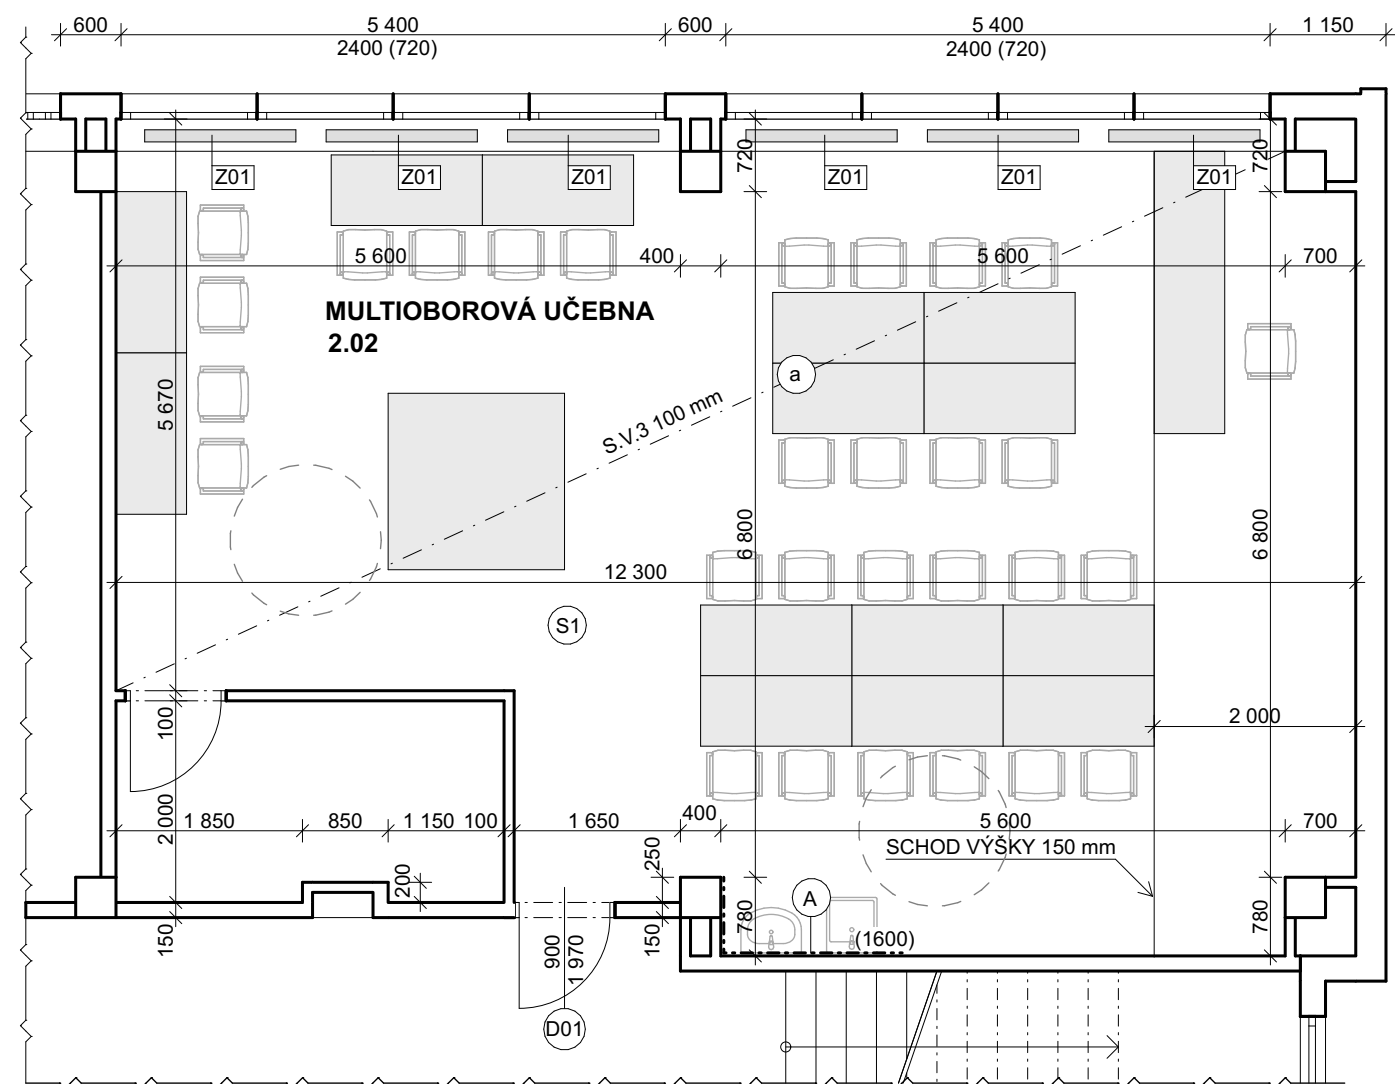 600
5 400
2400 (720)
600
5 400
2400 (720)
1 150
720
720
Z01
Z01
Z01
Z01
Z01
Z01
5 600
400
5 600
700
MULTIOBOROVÁ UČEBNA
2.02
a
5 670
S.V.3 100 mm
6 800
6 800
12 300
S1
100
2 000
2 000
1 850
850
1 150
100
1 650
400
5 600
700
SCHOD VÝŠKY 150 mm
250
200
A
780
(1600)
780
150
150
900
1 970
D01